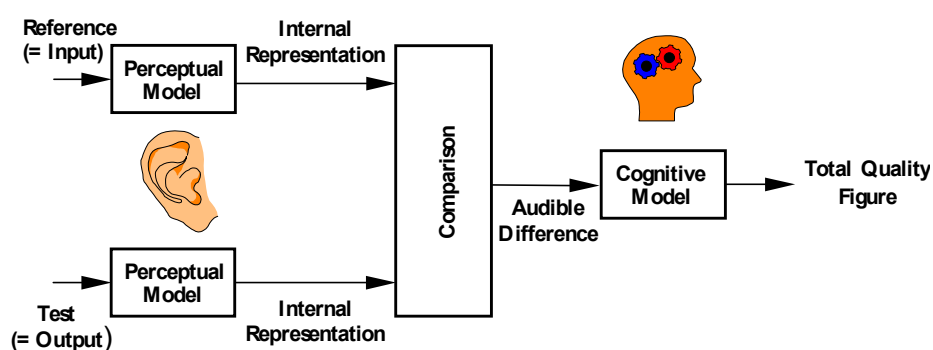 Reference
(= Input)
Perceptual
Model
Internal
Representation
Comparison
Audible
Difference
Cognitive
Model
Total Quality
Figure
Perceptual
Model
Test
(= Output)
Internal
Representation